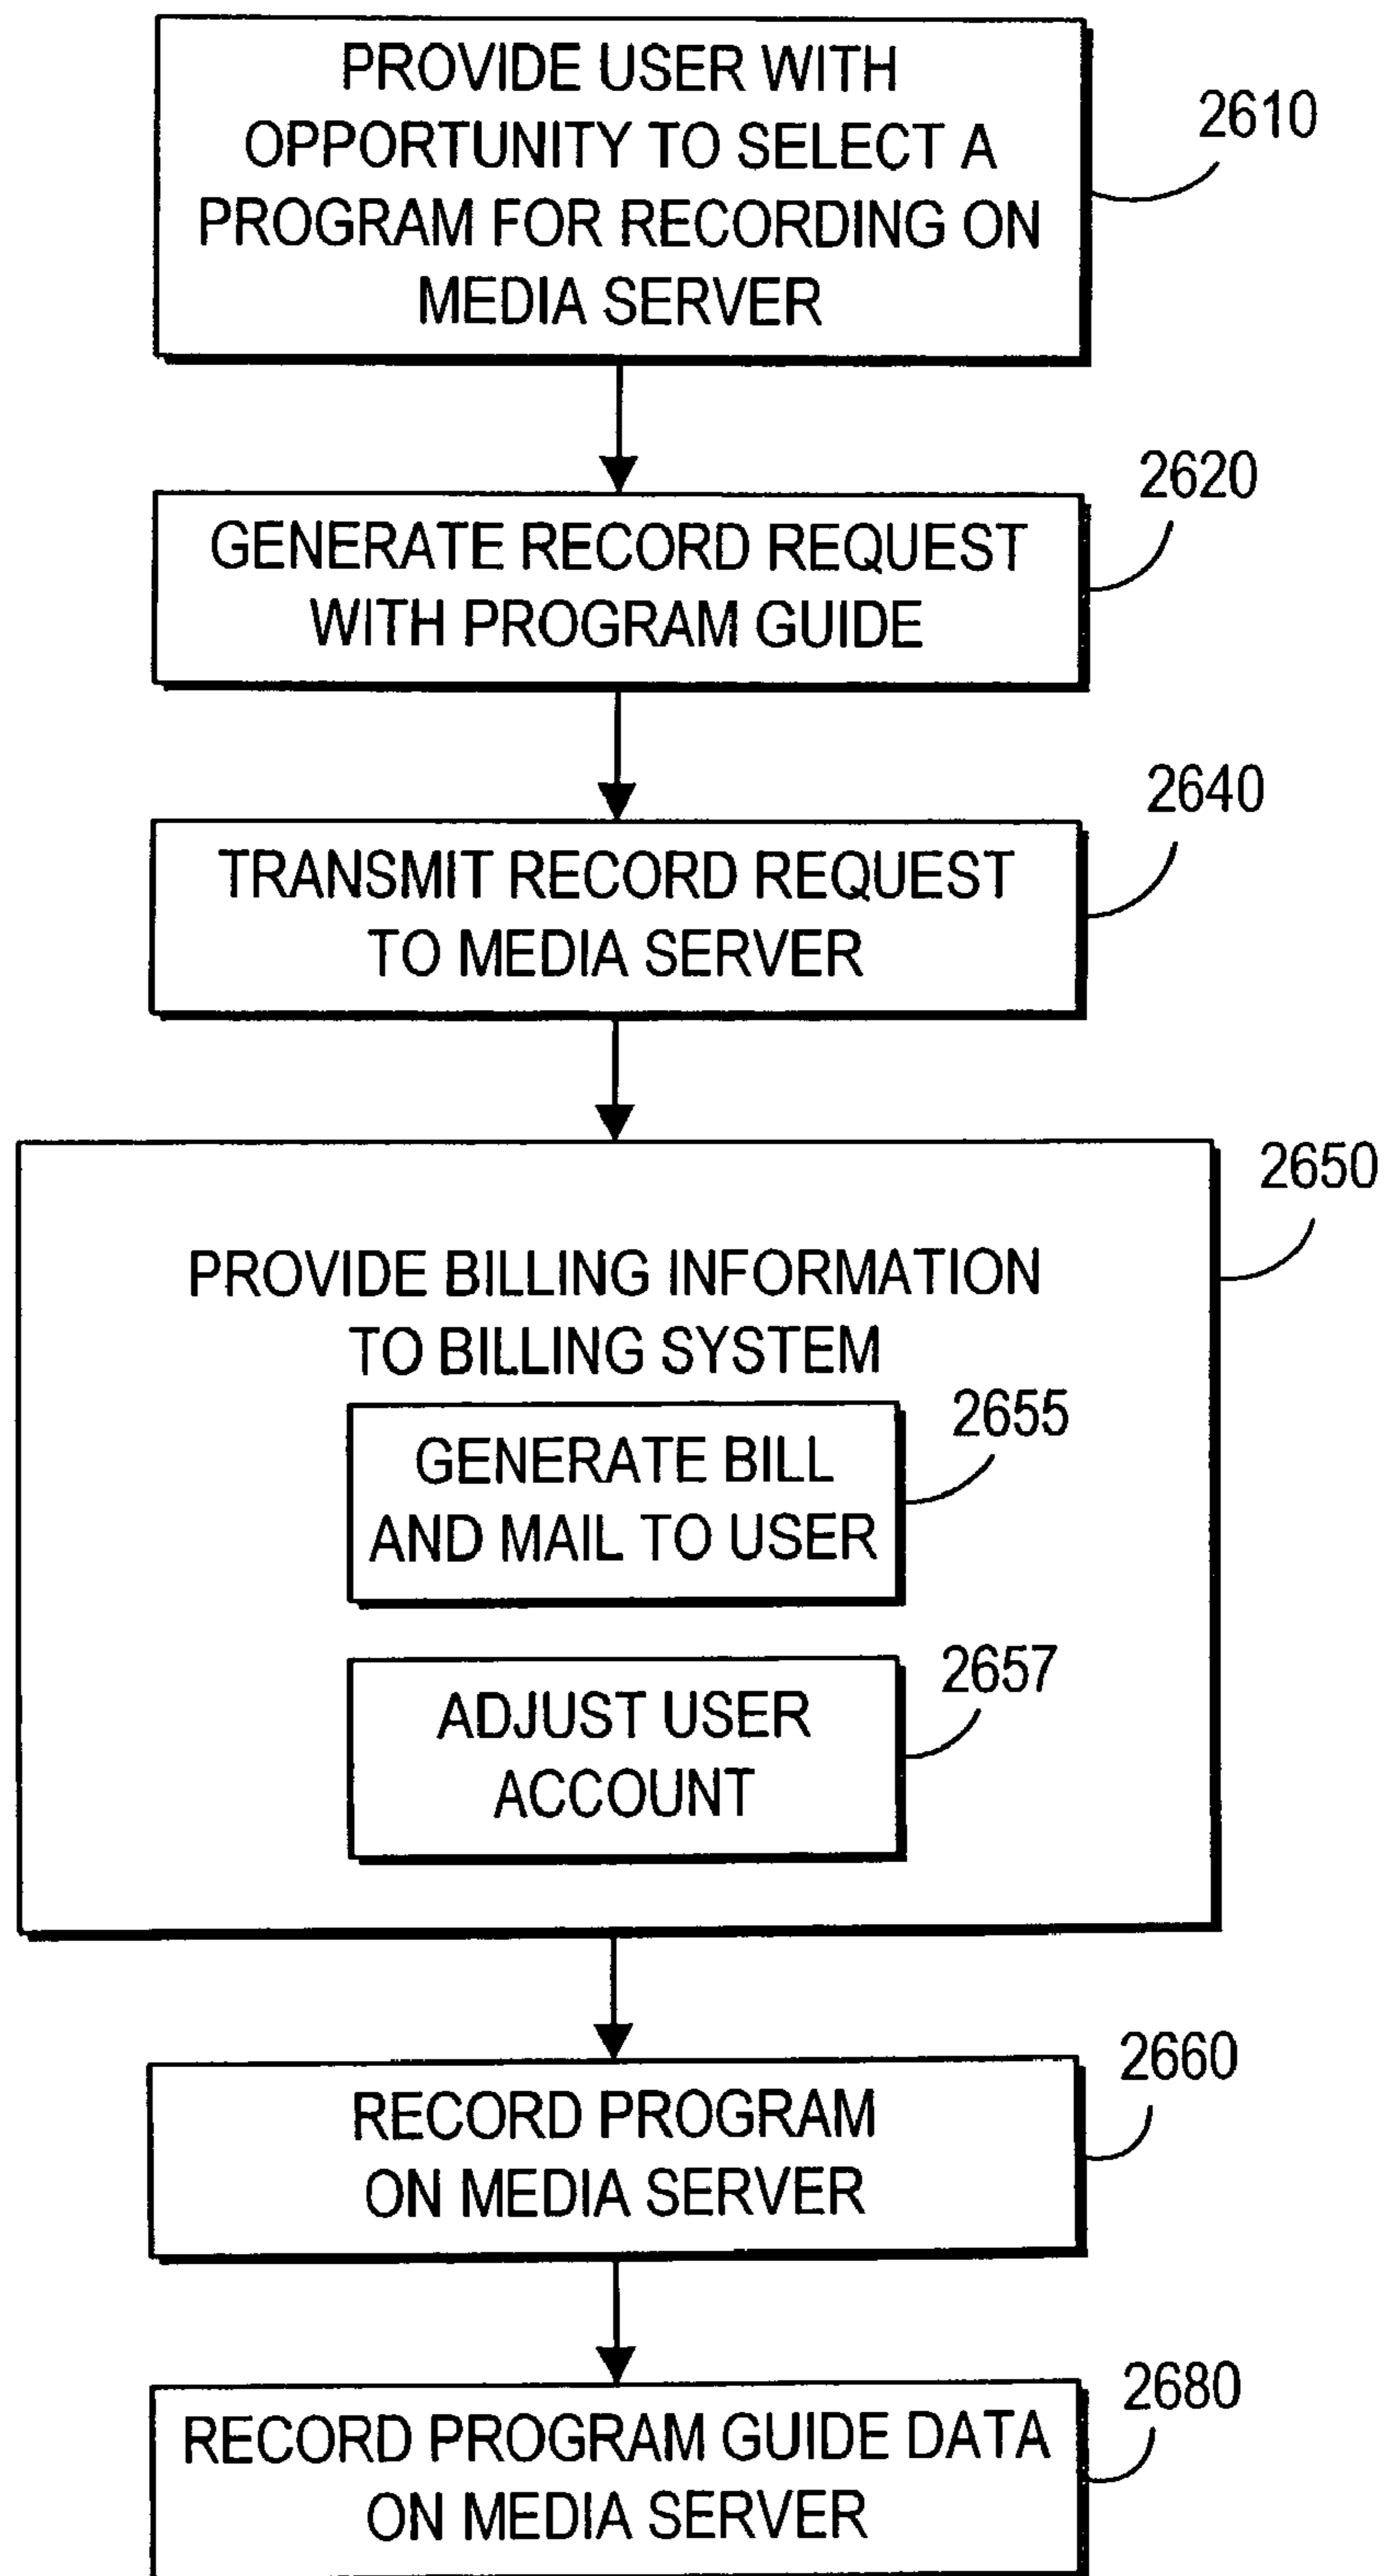 PROVIDE USER WITH
OPPORTUNITY TO SELECT A
PROGRAM FOR RECORDING ON
MEDIA SERVER
2610
GENERATE RECORD REQUEST
WITH PROGRAM GUIDE
2620
TRANSMIT RECORD REQUEST
TO MEDIA SERVER
2640
PROVIDE BILLING INFORMATION
TO BILLING SYSTEM
2650
GENERATE BILL
AND MAIL TO USER
2655
ADJUST USER
ACCOUNT
2657
RECORD PROGRAM
ON MEDIA SERVER
2660
RECORD PROGRAM GUIDE DATA
ON MEDIA SERVER
2680